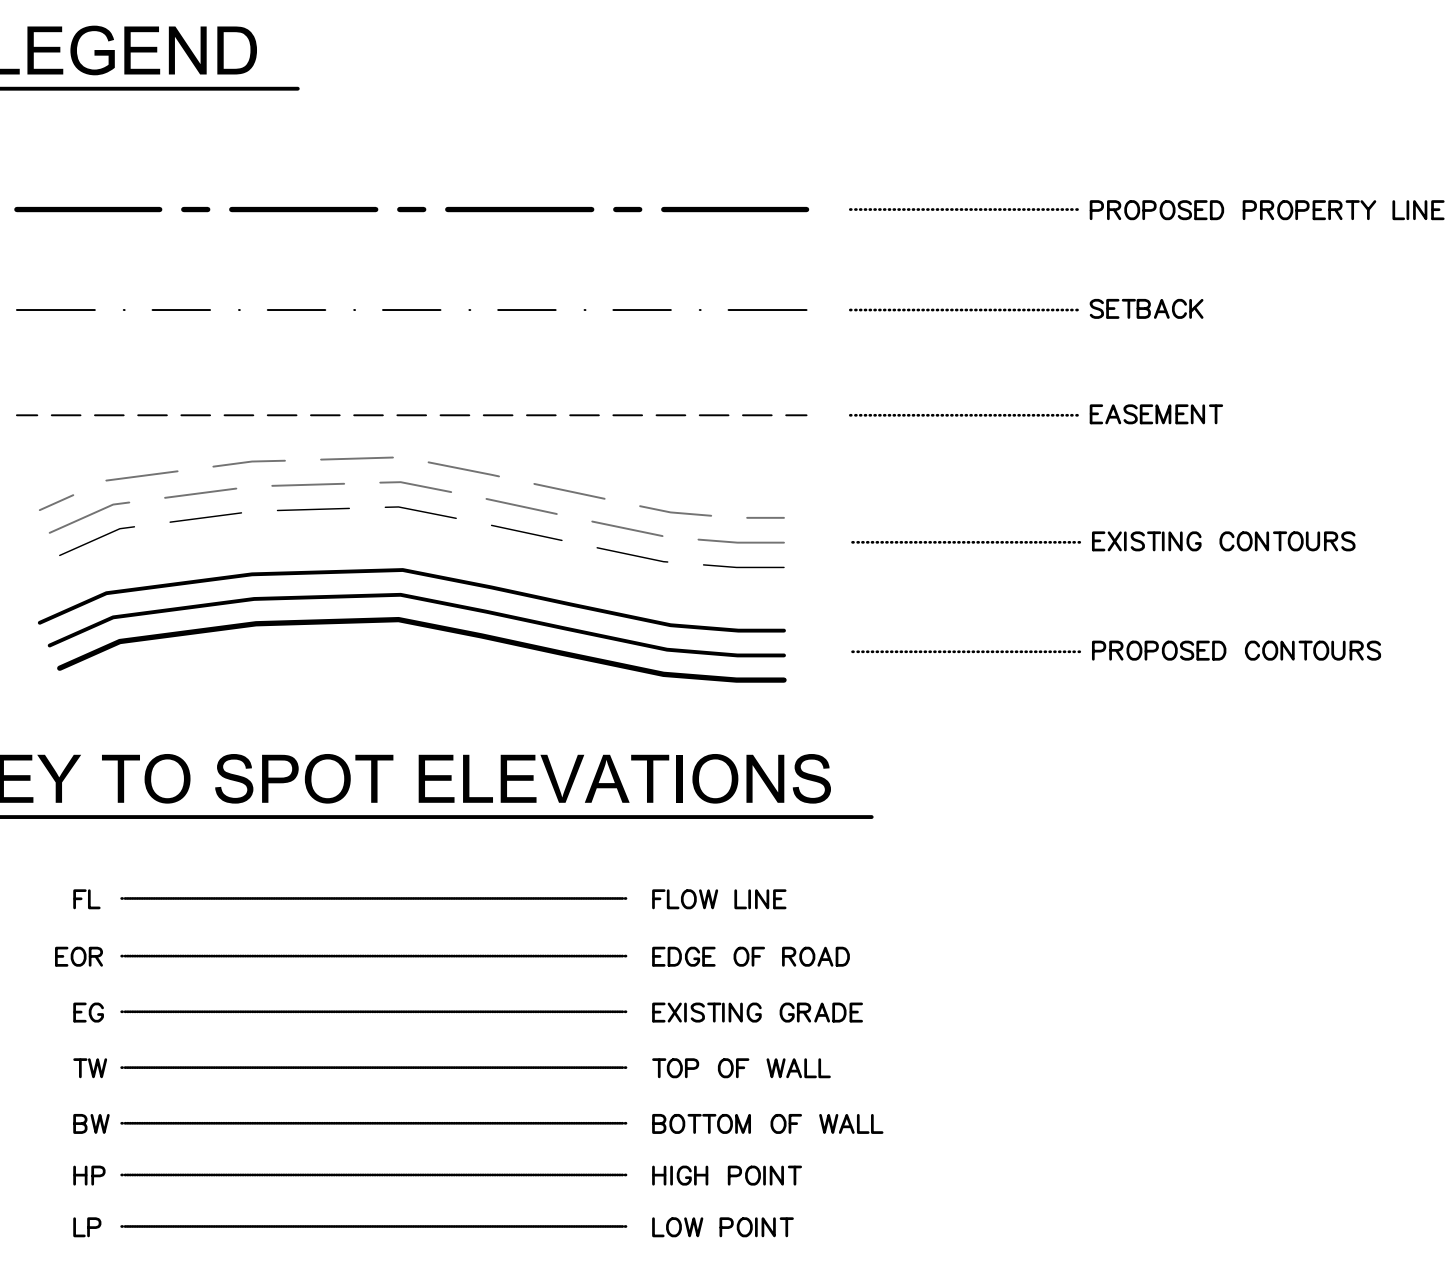 LEGEND
PROPOSED PROPERTY LINE
SETBACK
EASEMENT
EXISTING CONTOURS
PROPOSED CONTOURS
EY TO SPOT ELEVATIONS
FL FLOW LINE
EOR EDGE OF ROAD
EG EXISTING GRADE
TW TOP OF WALL
BW BOTTOM OF WALL
HP HIGH POINT
LP LOW POINT